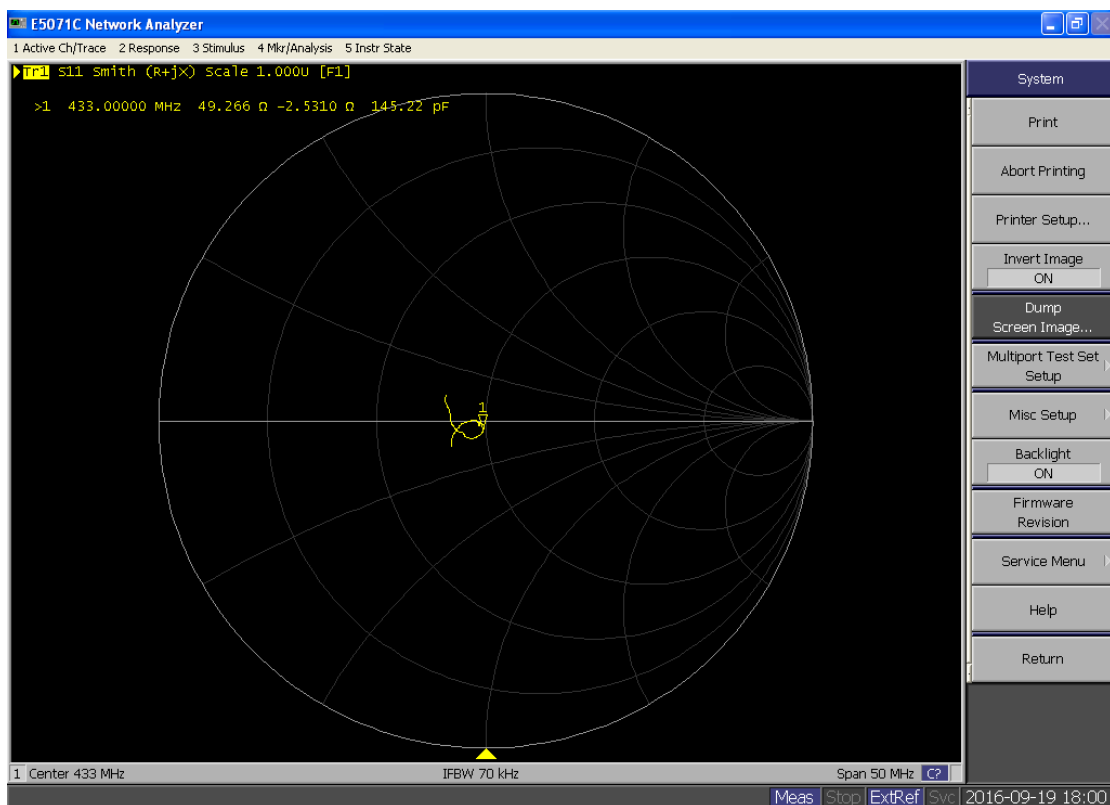 E5071C Network Analyzer
1 Active Ch/Trace 2 Response 3 Stimulus 4 Mkr/Analysis 5 Instr State
Tr1 S11 Smith (R+jX) Scale 1.000U [F1]
>1 433.00000 MHz 49.266 Ω -2.5310 Ω 145.22 pF
1
System
Print
Abort Printing
Printer Setup...
Invert Image
ON
Dump
Screen Image...
Multiport Test Set
Setup
Misc Setup
Backlight
ON
Firmware
Revision
Service Menu
Help
Return
1 Center 433 MHz IFBW 70 kHz Span 50 MHz C?
Meas Stop ExtRef Svc 2016-09-19 18:00